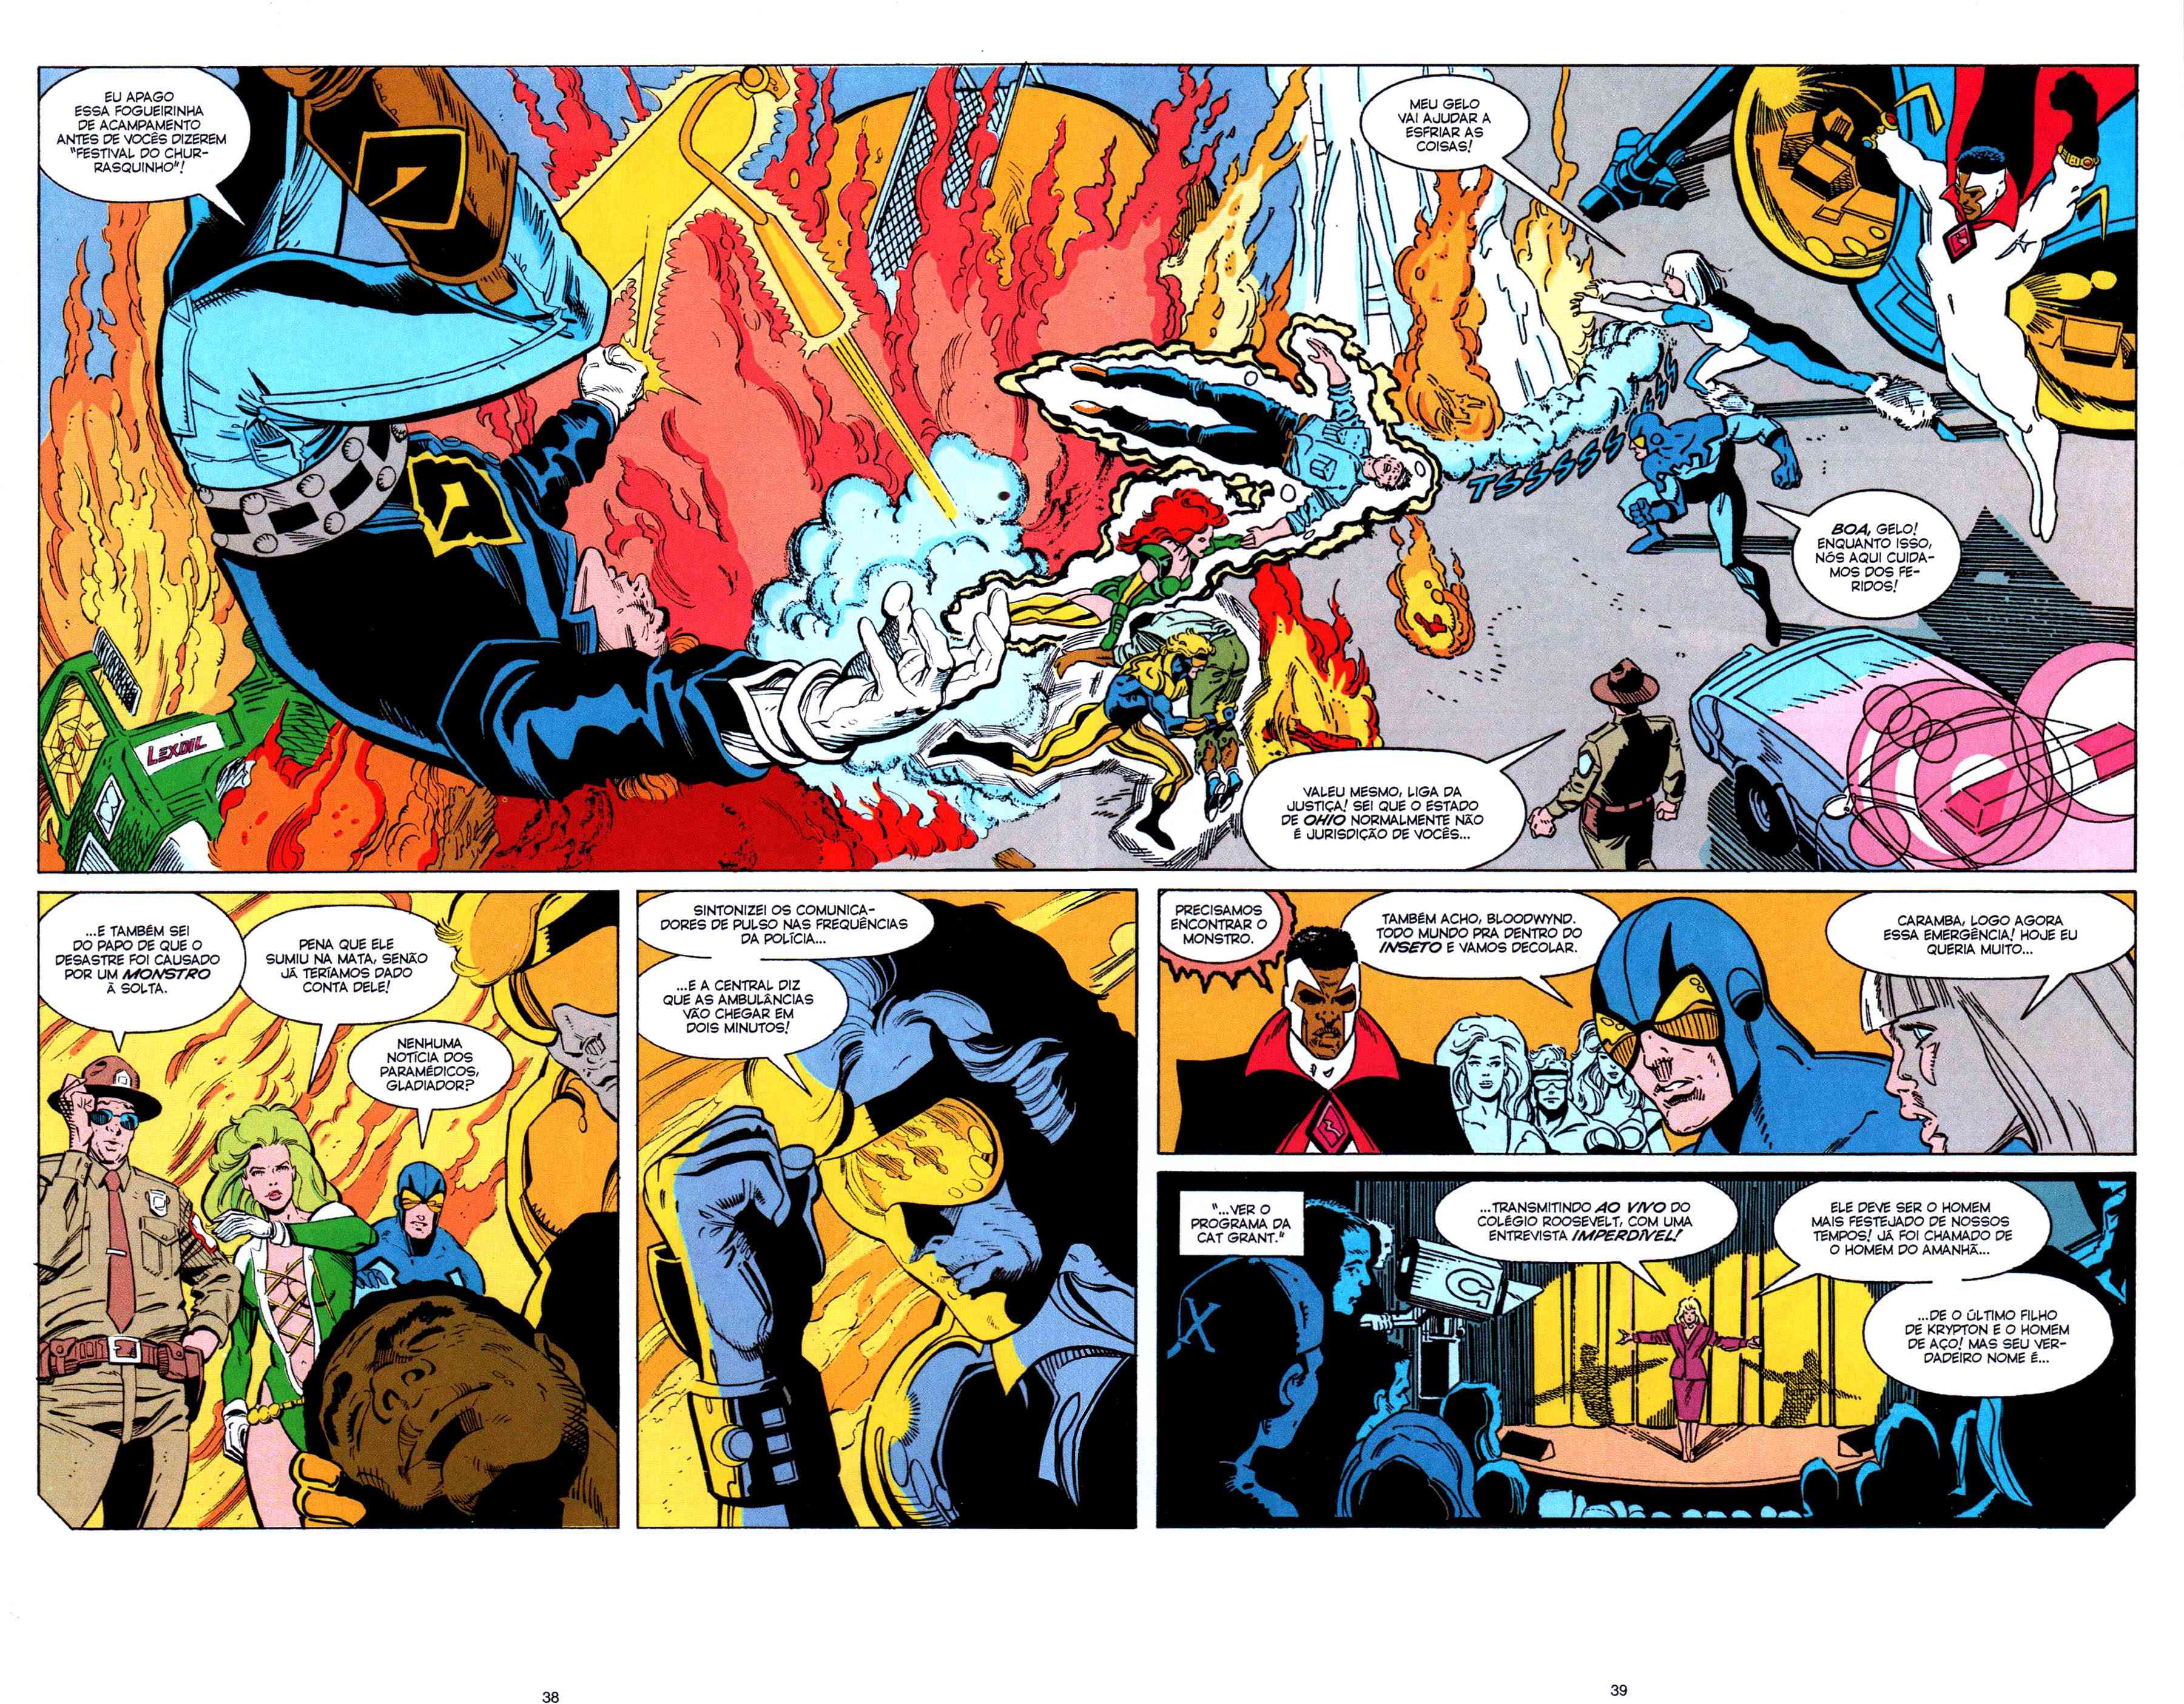 EU APAGO
ESSA FOGUEIRINHA
DE ACAMPAMENTO
ANTES DE VOCÊS DIZEREM
"FESTIVAL DO CHUR-
RASQUINHO"!
MEU GELO
VAI AJUDAR A
ESFRIAR AS
COISAS!
TSSSSSSSS
BOA, GELO!
ENQUANTO ISSO,
NÓS AQUI CUIDA-
MOS DOS FE-
RIDOS!
LEXOIL
VALEU MESMO, LIGA DA
JUSTIÇA! SEI QUE O ESTADO
DE OHIO NORMALMENTE NÃO
É JURISDIÇÃO DE VOCÊS...
...E TAMBÉM SEI
DO PAPO DE QUE O
DESASTRE FOI CAUSADO
POR UM MONSTRO
À SOLTA.
PENA QUE ELE
SUMIU NA MATA, SENÃO
JÁ TERÍAMOS DADO
CONTA DELE!
NENHUMA
NOTÍCIA DOS
PARAMÉDICOS,
GLADIADOR?
SINTONIZEI OS COMUNICA-
DORES DE PULSO NAS FREQUÊNCIAS
DA POLÍCIA...
...E A CENTRAL DIZ
QUE AS AMBULÂNCIAS
VÃO CHEGAR EM
DOIS MINUTOS!
PRECISAMOS
ENCONTRAR O
MONSTRO.
TAMBÉM ACHO, BLOODWYND.
TODO MUNDO PRA DENTRO DO
INSETO E VAMOS DECOLAR.
CARAMBA, LOGO AGORA
ESSA EMERGÊNCIA! HOJE EU
QUERIA MUITO...
"...VER O
PROGRAMA DA
CAT GRANT."
...TRANSMITINDO AO VIVO DO
COLÉGIO ROOSEVELT, COM UMA
ENTREVISTA IMPERDÍVEL!
ELE DEVE SER O HOMEM
MAIS FESTEJADO DE NOSSOS
TEMPOS! JÁ FOI CHAMADO DE
O HOMEM DO AMANHÃ...
...DE O ÚLTIMO FILHO
DE KRYPTON E O HOMEM
DE AÇO! MAS SEU VER-
DADEIRO NOME É...
X
38
39